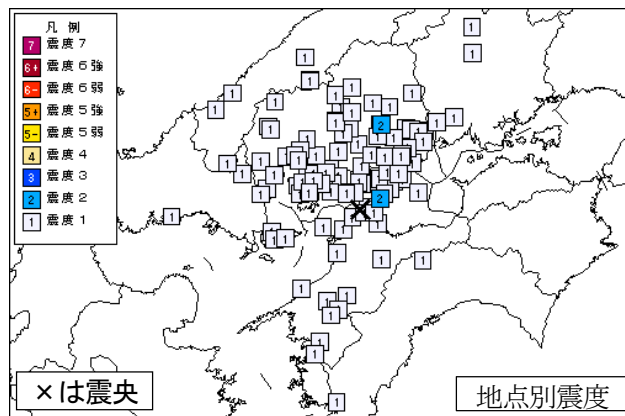 凡 例
7 震度7
6+ 震度6強
6- 震度6弱
5+ 震度5強
5- 震度5弱
4 震度4
3 震度3
2 震度2
1 震度1
×は震央
地点別震度